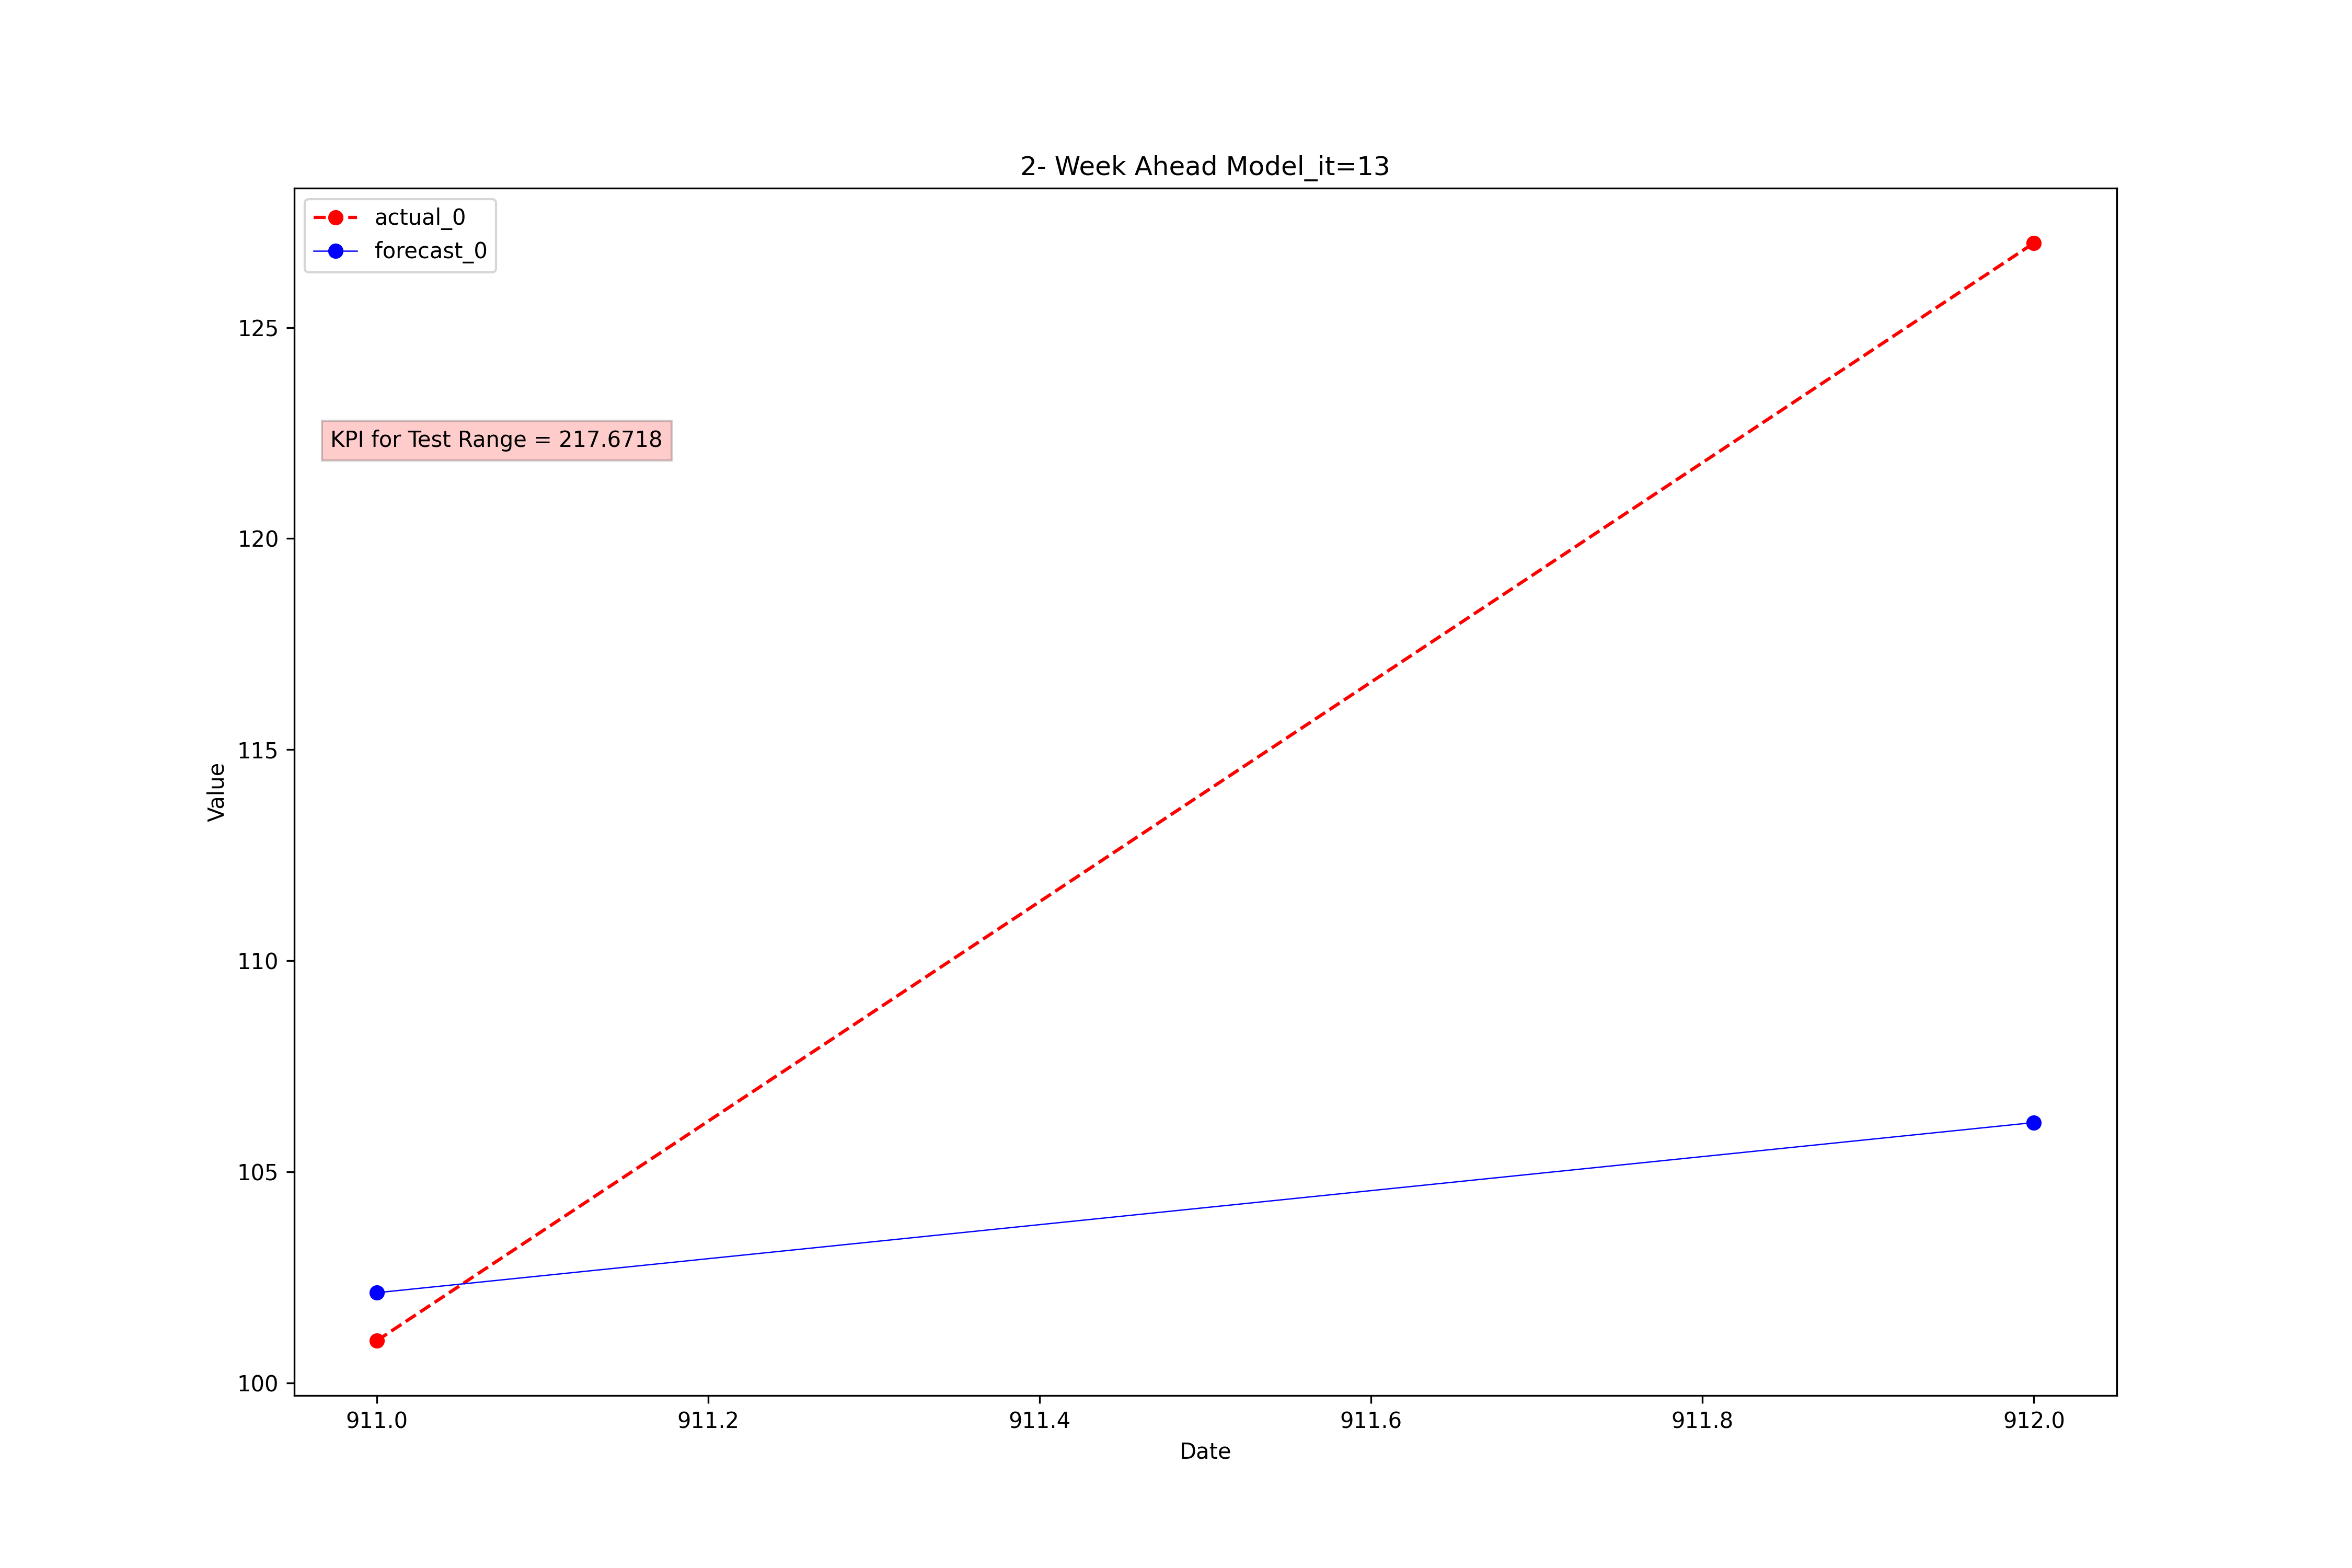 2- Week Ahead Model_it=13
actual_0
forecast_0
KPI for Test Range = 217.6718
125
120
115
110
105
100
Value
911.0 911.2 911.4 911.6 911.8 912.0
Date